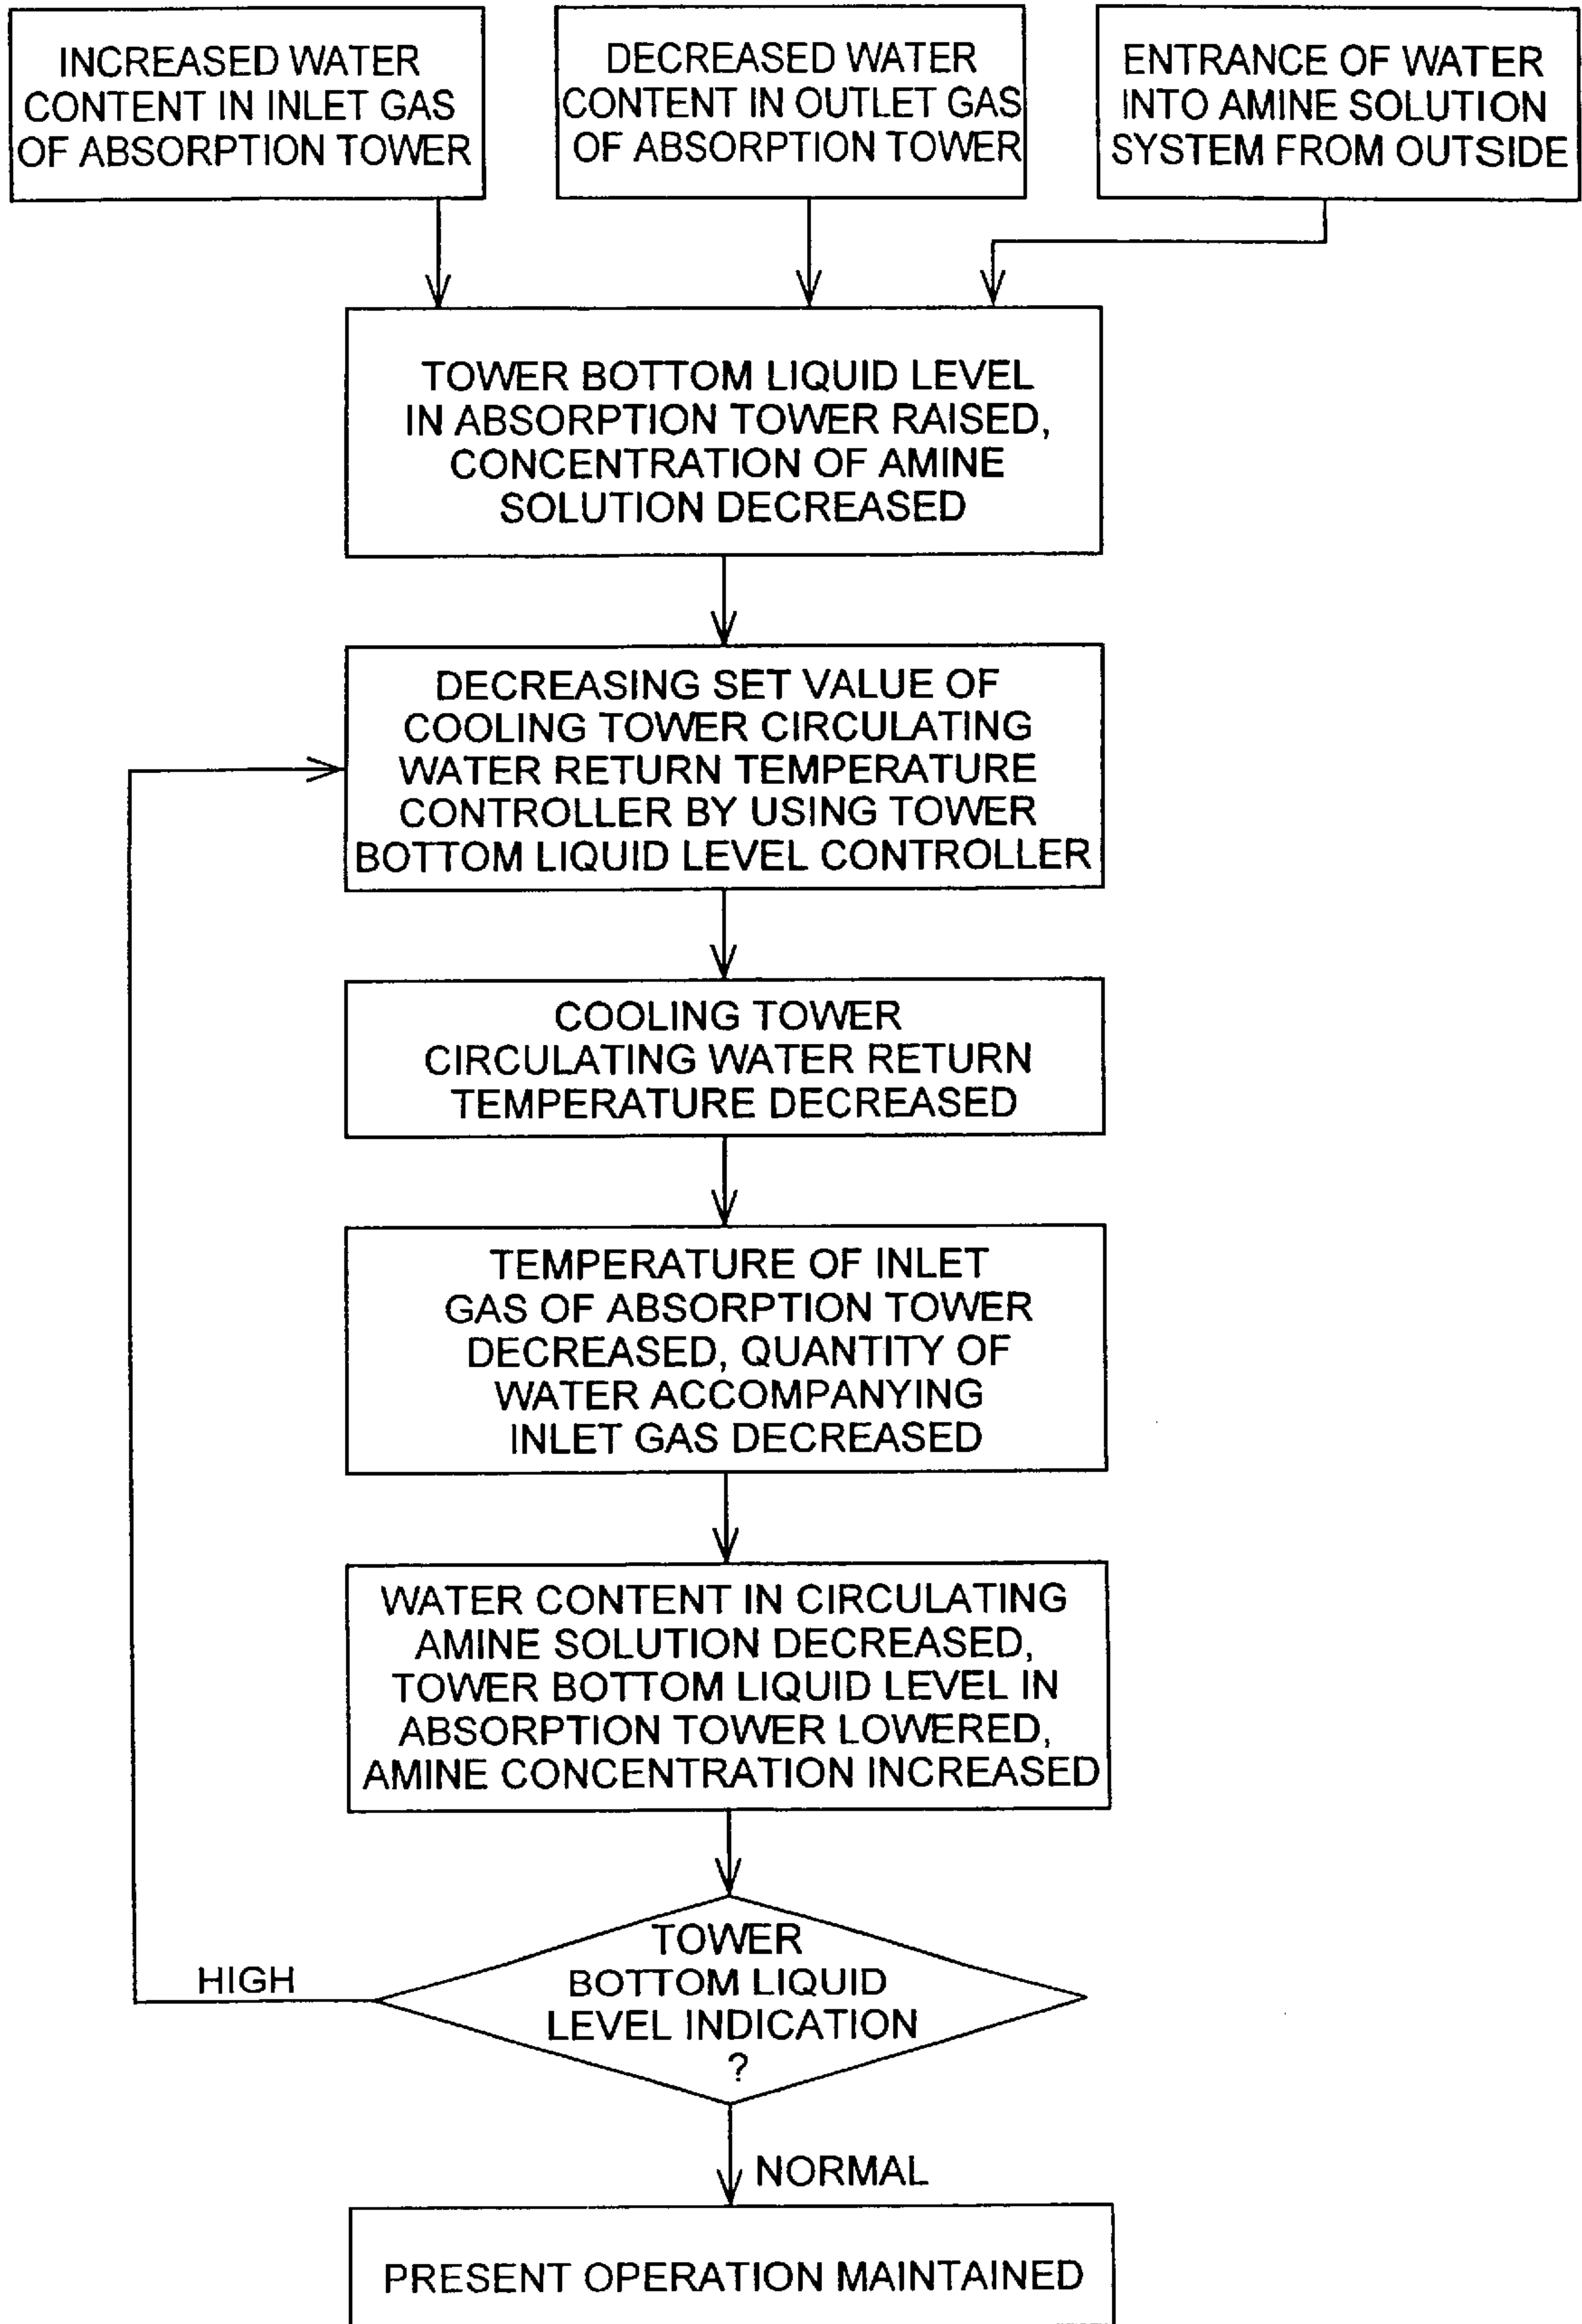 INCREASED WATER
CONTENT IN INLET GAS
OF ABSORPTION TOWER
DECREASED WATER
CONTENT IN OUTLET GAS
OF ABSORPTION TOWER
ENTRANCE OF WATER
INTO AMINE SOLUTION
SYSTEM FROM OUTSIDE
TOWER BOTTOM LIQUID LEVEL
IN ABSORPTION TOWER RAISED,
CONCENTRATION OF AMINE
SOLUTION DECREASED
DECREASING SET VALUE OF
COOLING TOWER CIRCULATING
WATER RETURN TEMPERATURE
CONTROLLER BY USING TOWER
BOTTOM LIQUID LEVEL CONTROLLER
COOLING TOWER
CIRCULATING WATER RETURN
TEMPERATURE DECREASED
TEMPERATURE OF INLET
GAS OF ABSORPTION TOWER
DECREASED, QUANTITY OF
WATER ACCOMPANYING
INLET GAS DECREASED
WATER CONTENT IN CIRCULATING
AMINE SOLUTION DECREASED,
TOWER BOTTOM LIQUID LEVEL IN
ABSORPTION TOWER LOWERED,
AMINE CONCENTRATION INCREASED
TOWER
BOTTOM LIQUID
LEVEL INDICATION
?
HIGH
NORMAL
PRESENT OPERATION MAINTAINED